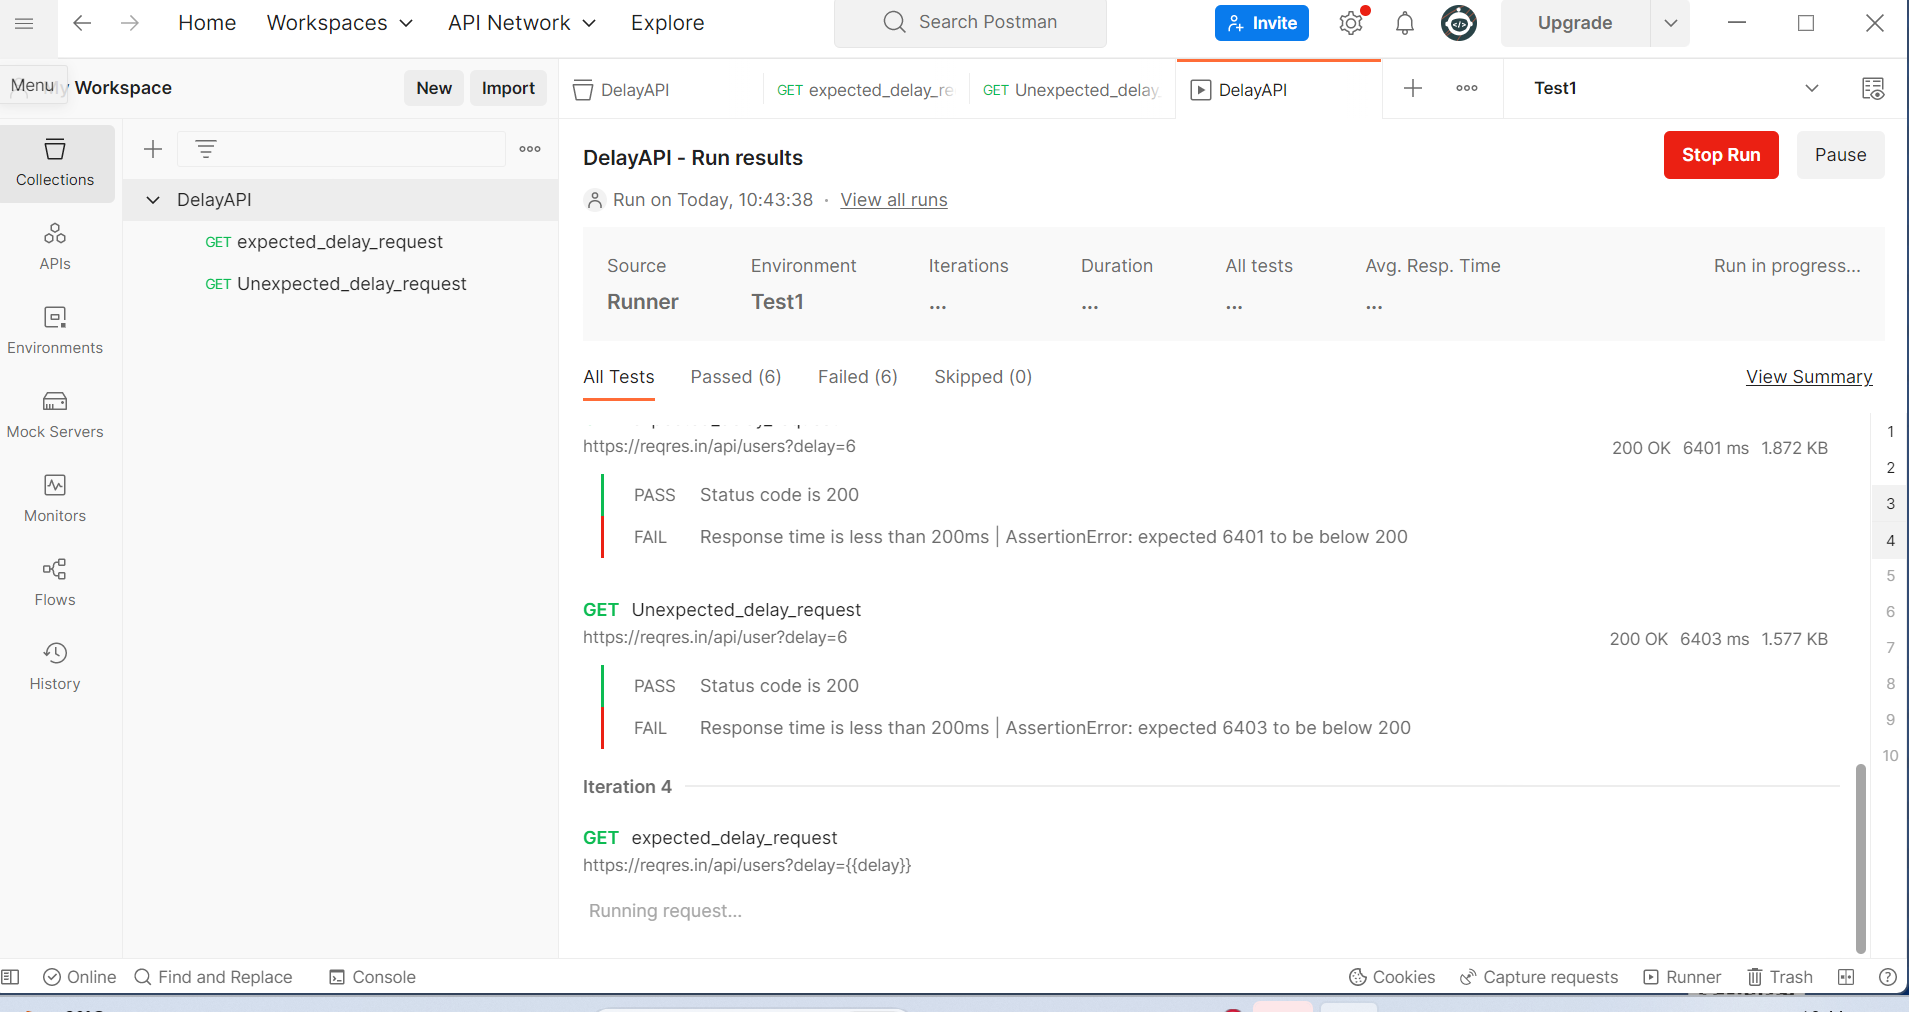 Home Workspaces API Network Explore Search Postman Invite Upgrade
Menu Workspace New Import DelayAPI GET expected_delay_re GET Unexpected_delay_ DelayAPI Test1
Collections
APIs
Environments
Mock Servers
Monitors
Flows
History
DelayAPI
GET expected_delay_request
GET Unexpected_delay_request
DelayAPI - Run results Stop Run Pause
Run on Today, 10:43:38 · View all runs
Source Environment Iterations Duration All tests Avg. Resp. Time Run in progress...
Runner Test1 ... ... ... ...
All Tests Passed (6) Failed (6) Skipped (0) View Summary
https://reqres.in/api/users?delay=6 200 OK 6401 ms 1.872 KB
PASS Status code is 200
FAIL Response time is less than 200ms | AssertionError: expected 6401 to be below 200
GET Unexpected_delay_request
https://reqres.in/api/user?delay=6 200 OK 6403 ms 1.577 KB
PASS Status code is 200
FAIL Response time is less than 200ms | AssertionError: expected 6403 to be below 200
Iteration 4
GET expected_delay_request
https://reqres.in/api/users?delay={{delay}}
Running request...
1
2
3
4
5
6
7
8
9
10
Online Find and Replace Console Cookies Capture requests Runner Trash